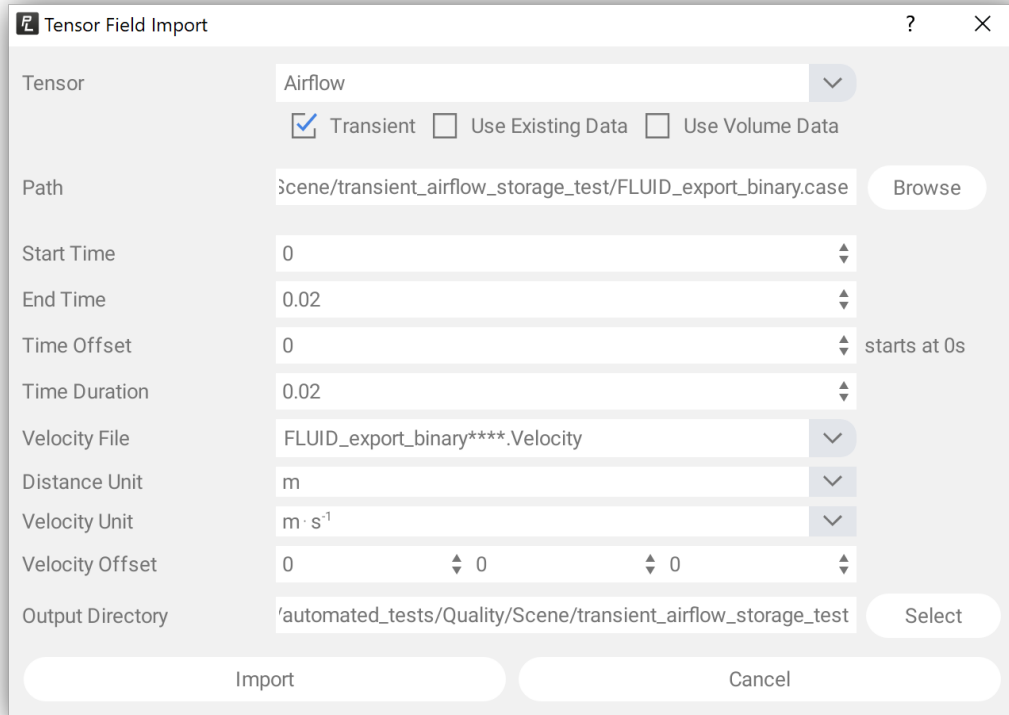 Tensor Field Import ?
Tensor Airflow
Transient Use Existing Data Use Volume Data
Path Scene/transient_airflow_storage_test/FLUID_export_binary.case Browse
Start Time 0
End Time 0.02
Time Offset 0 starts at 0s
Time Duration 0.02
Velocity File FLUID_export_binary****.Velocity
Distance Unit m
Velocity Unit m · s⁻¹
Velocity Offset 0 0 0
Output Directory /automated_tests/Quality/Scene/transient_airflow_storage_test Select
Import Cancel